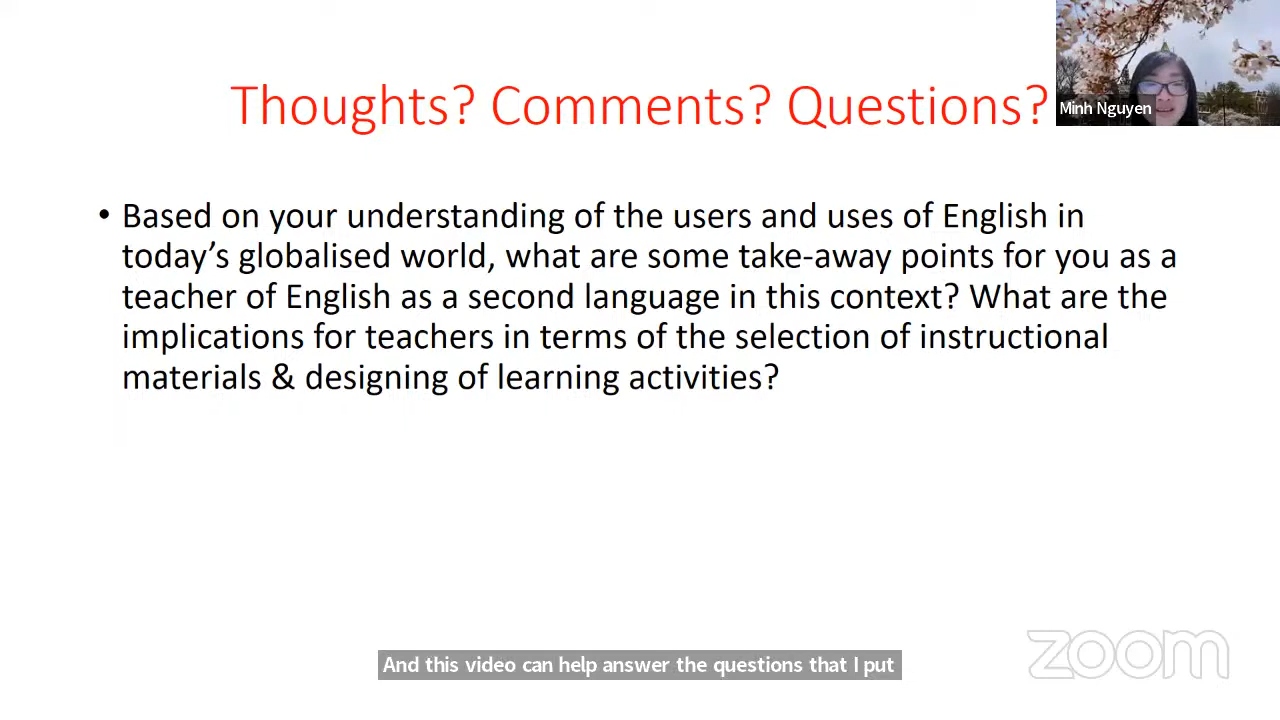 Thoughts? Comments? Questions?
Minh Nguyen
• Based on your understanding of the users and uses of English in
today’s globalised world, what are some take-away points for you as a
teacher of English as a second language in this context? What are the
implications for teachers in terms of the selection of instructional
materials & designing of learning activities?
zoom
And this video can help answer the questions that I put